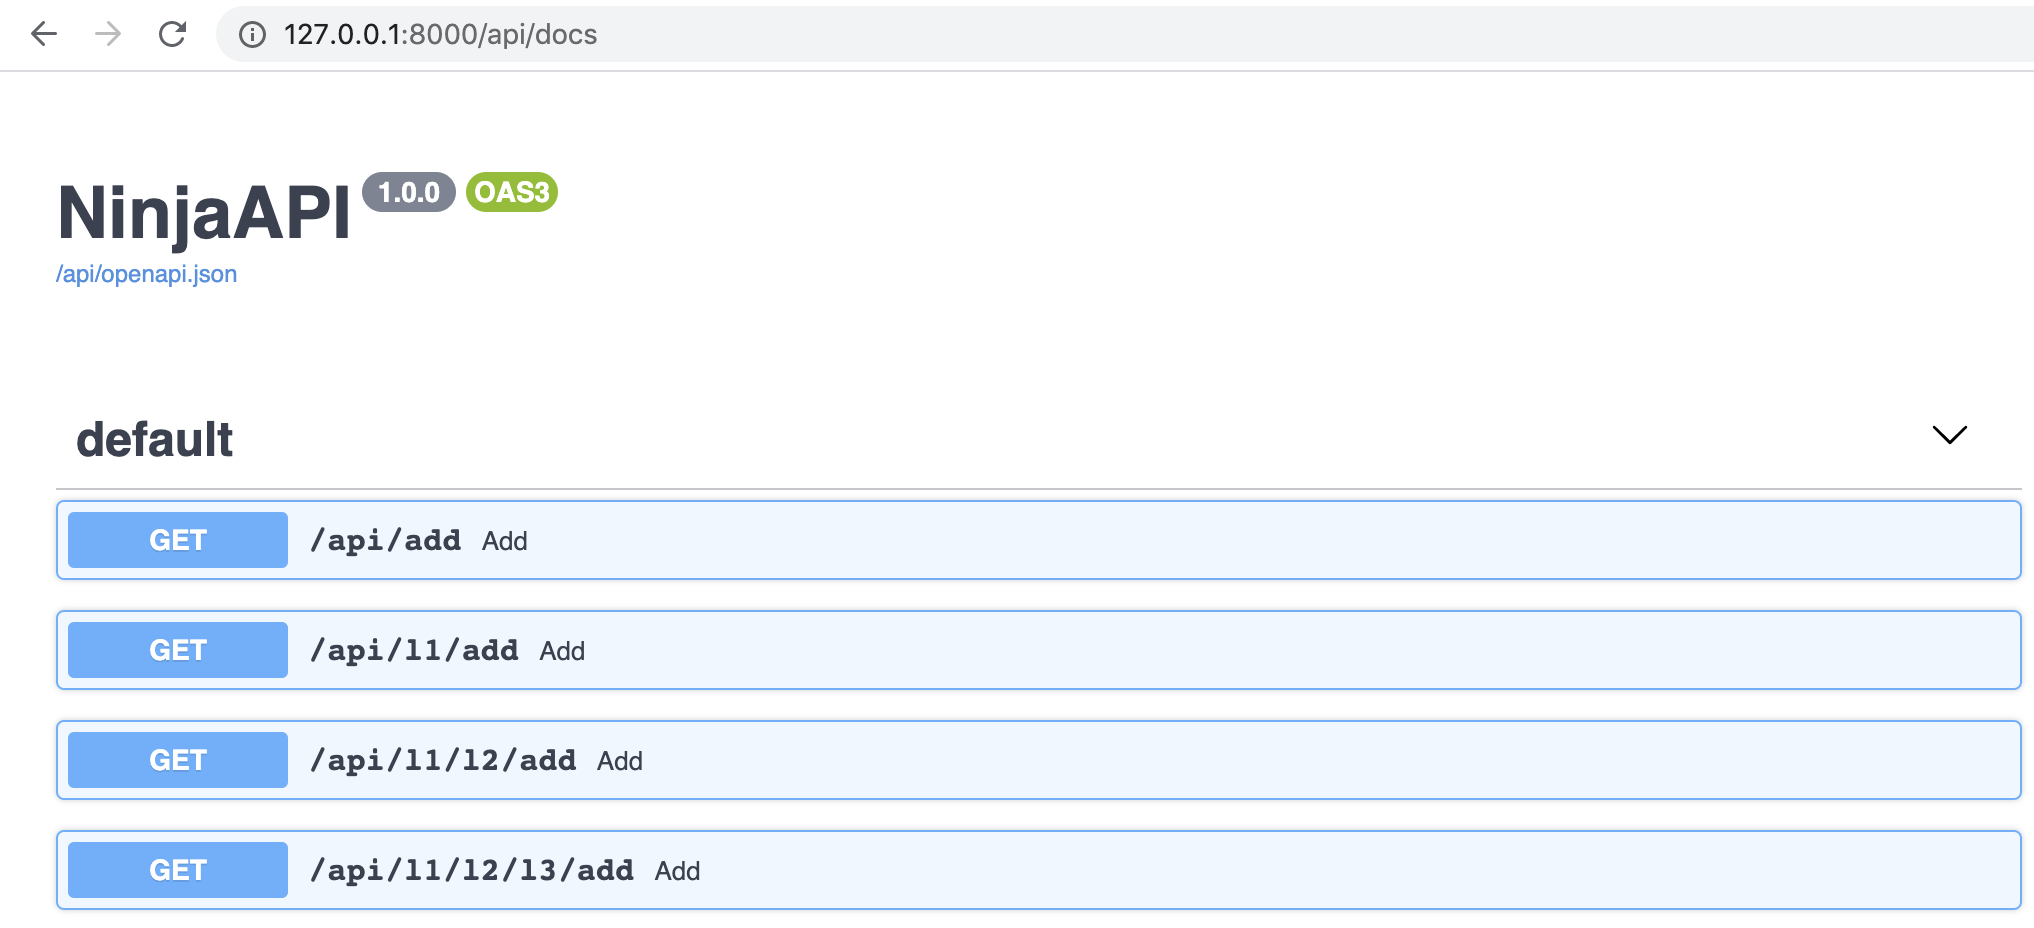 127.0.0.1:8000/api/docs
NinjaAPI 1.0.0 OAS3
/api/openapi.json
default
GET /api/add Add
GET /api/l1/add Add
GET /api/l1/l2/add Add
GET /api/l1/l2/l3/add Add